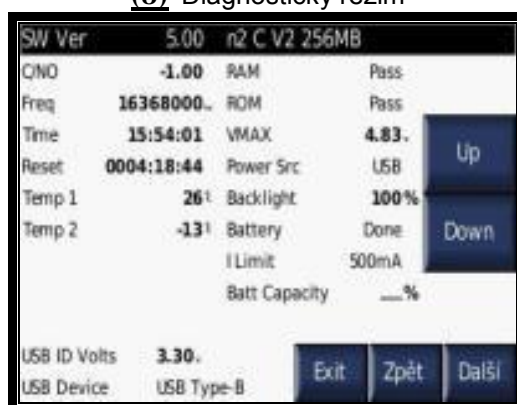 (8) Diagnostický režim
SW Ver 5.00 n2 C V2 256MB
C/NO -1.00 RAM Pass
Freq 16368000.. ROM Pass
Time 15:54:01 VMAX 4.83.
Reset 0004:18:44 Power Src USB
Temp 1 26 Backlight 100%
Temp 2 -13 Battery Done
I Limit 500mA
Batt Capacity __%
Up
Down
USB ID Volts 3.30.
USB Device USB Type-B
Exit Zpět Další